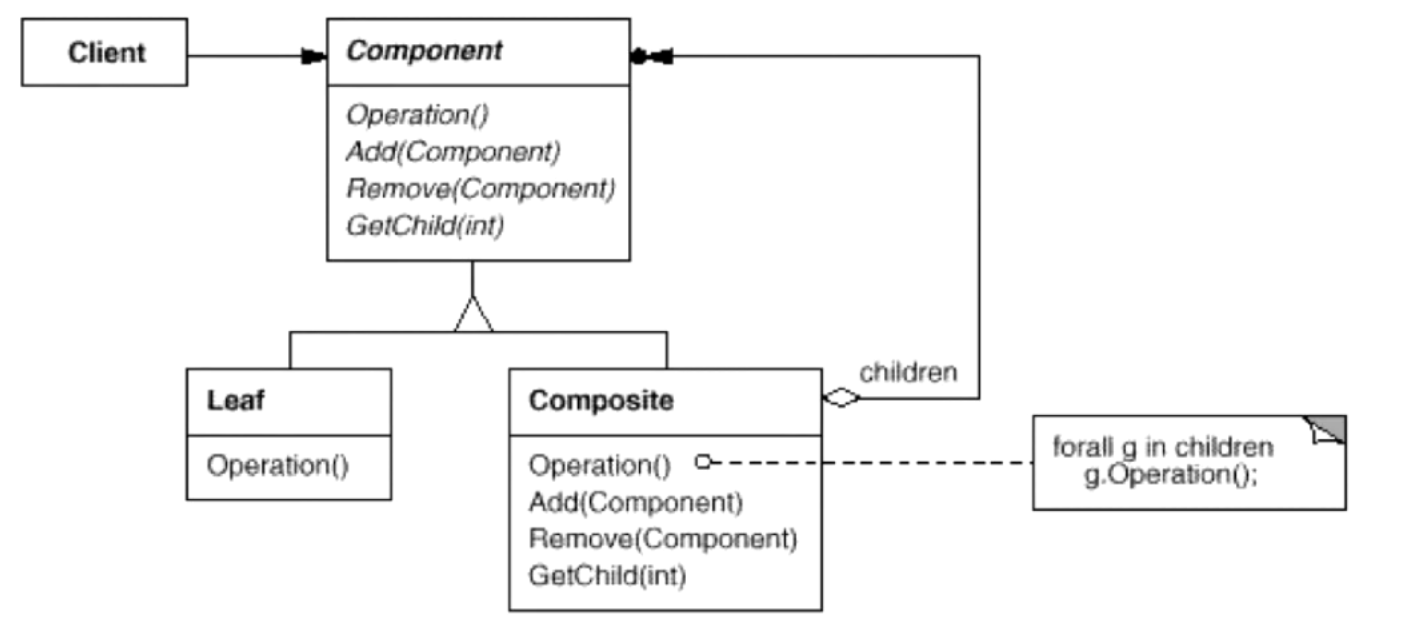 Client
Component
Operation()
Add(Component)
Remove(Component)
GetChild(int)
children
Leaf
Operation()
Composite
Operation()
Add(Component)
Remove(Component)
GetChild(int)
forall g in children
g.Operation();